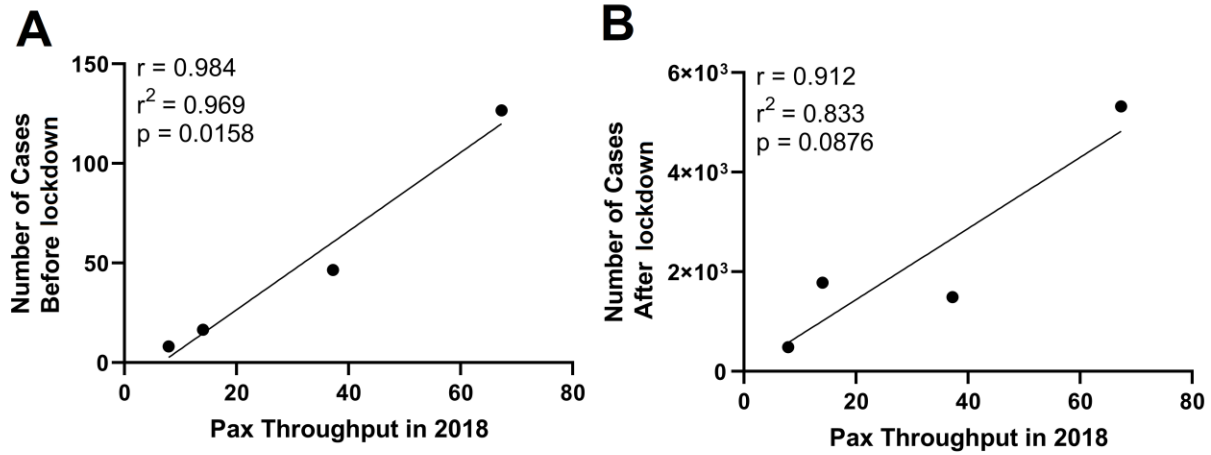 A
r = 0.984
r² = 0.969
p = 0.0158
Number of Cases
Before lockdown
150
100
50
0
0 20 40 60 80
Pax Throughput in 2018
B
r = 0.912
r² = 0.833
p = 0.0876
Number of Cases
After lockdown
6×10³
4×10³
2×10³
0
0 20 40 60 80
Pax Throughput in 2018